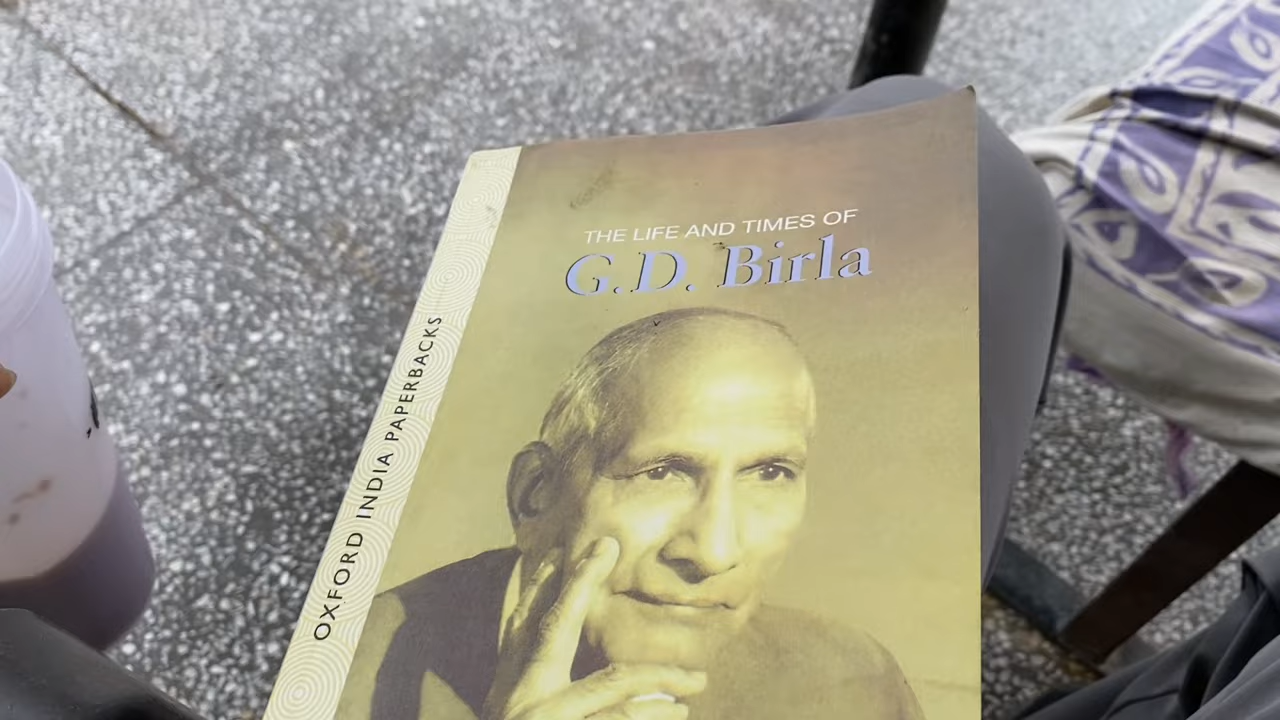 THE LIFE AND TIMES OF
G.D. Birla
OXFORD INDIA PAPERBACKS